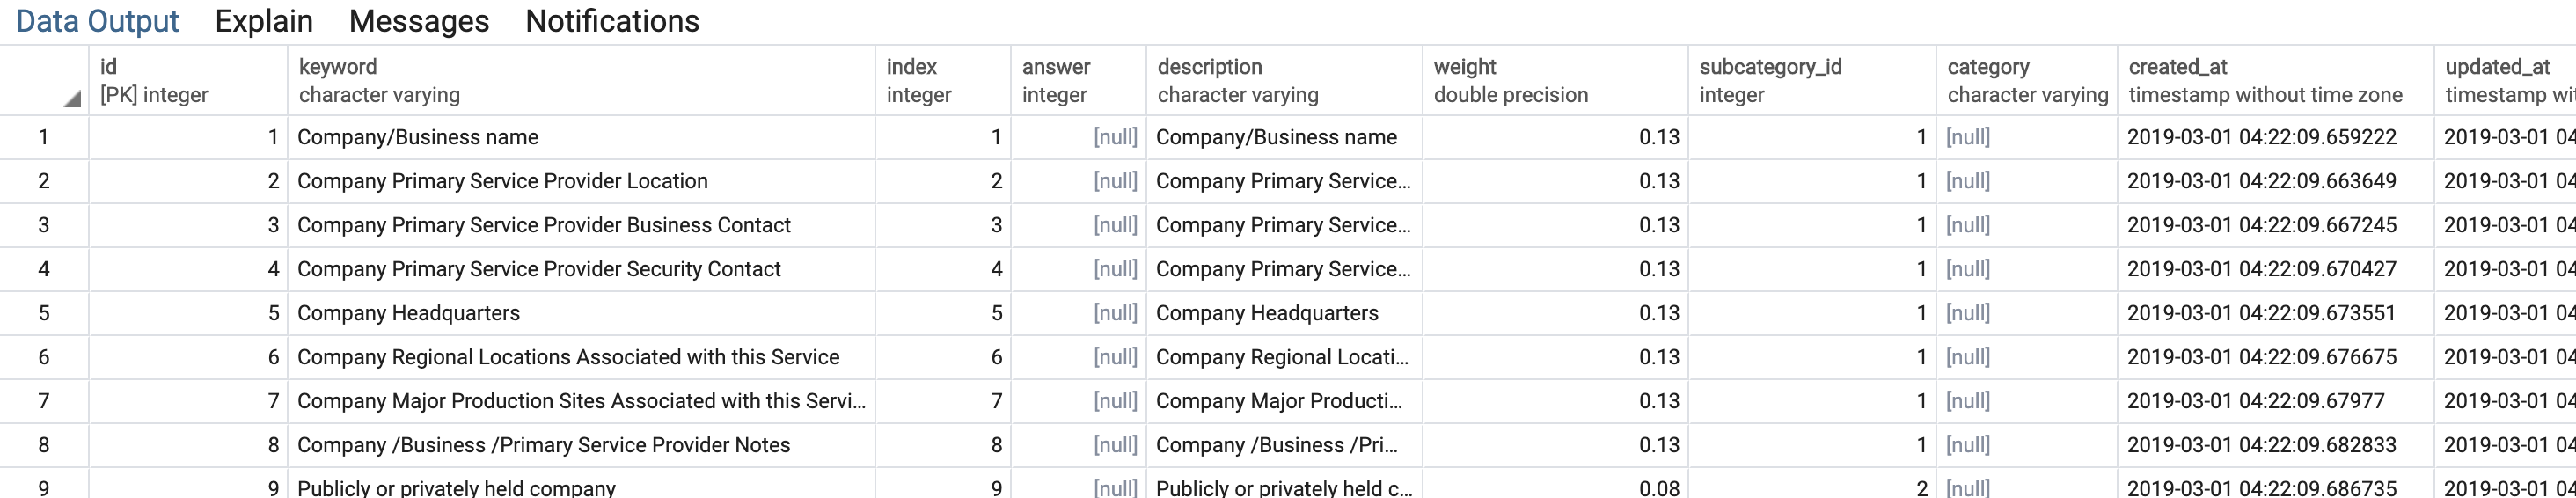 Data Output Explain Messages Notifications
id keyword index answer description weight subcategory_id category created_at updated_at
[PK] integer character varying integer integer character varying double precision integer character varying timestamp without time zone timestamp wit
1 1 Company/Business name 1 [null] Company/Business name 0.13 1 [null] 2019-03-01 04:22:09.659222 2019-03-01 04
2 2 Company Primary Service Provider Location 2 [null] Company Primary Service... 0.13 1 [null] 2019-03-01 04:22:09.663649 2019-03-01 04
3 3 Company Primary Service Provider Business Contact 3 [null] Company Primary Service... 0.13 1 [null] 2019-03-01 04:22:09.667245 2019-03-01 04
4 4 Company Primary Service Provider Security Contact 4 [null] Company Primary Service... 0.13 1 [null] 2019-03-01 04:22:09.670427 2019-03-01 04
5 5 Company Headquarters 5 [null] Company Headquarters 0.13 1 [null] 2019-03-01 04:22:09.673551 2019-03-01 04
6 6 Company Regional Locations Associated with this Service 6 [null] Company Regional Locati... 0.13 1 [null] 2019-03-01 04:22:09.676675 2019-03-01 04
7 7 Company Major Production Sites Associated with this Servi... 7 [null] Company Major Producti... 0.13 1 [null] 2019-03-01 04:22:09.67977 2019-03-01 04
8 8 Company /Business /Primary Service Provider Notes 8 [null] Company /Business /Pri... 0.13 1 [null] 2019-03-01 04:22:09.682833 2019-03-01 04
9 9 Publicly or privately held company 9 [null] Publicly or privately held c... 0.08 2 [null] 2019-03-01 04:22:09.686735 2019-03-01 04